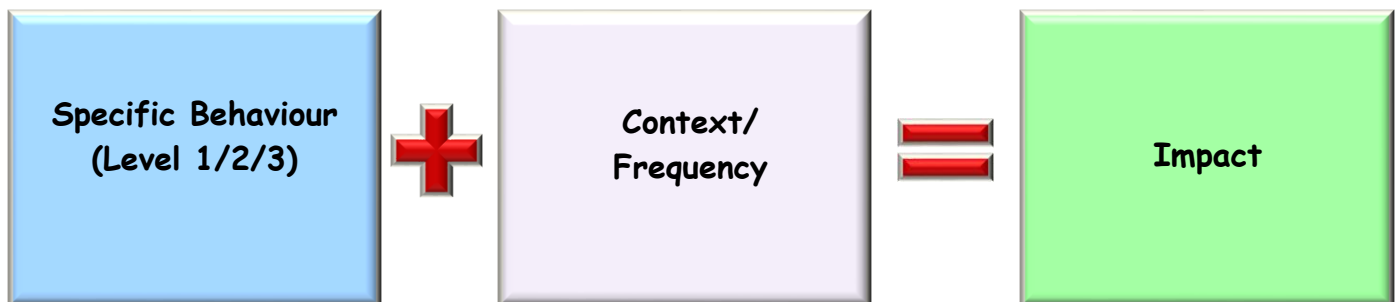 Specific Behaviour
(Level 1/2/3)
Context/
Frequency
Impact